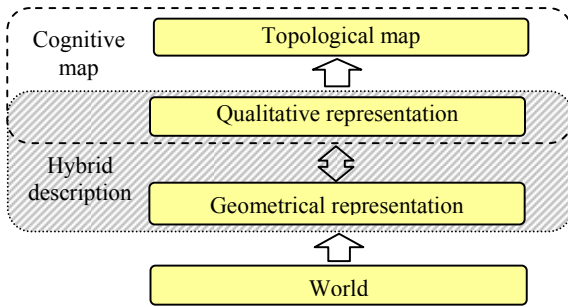 Cognitive
map
Topological map
Qualitative representation
Hybrid
description
Geometrical representation
World